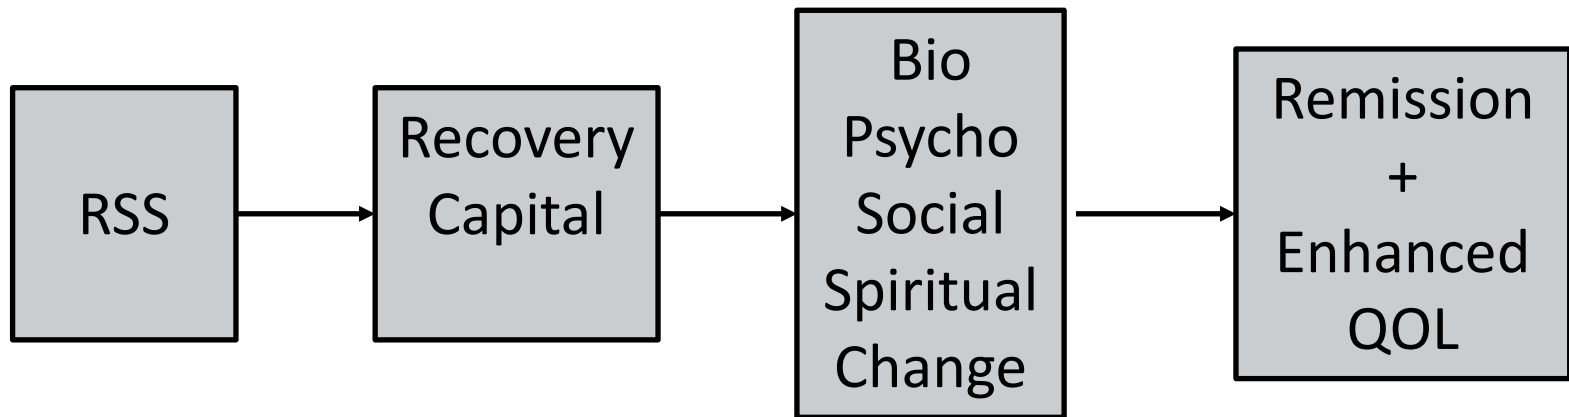 RSS
Recovery
Capital
Bio
Psycho
Social
Spiritual
Change
Remission
+
Enhanced
QOL